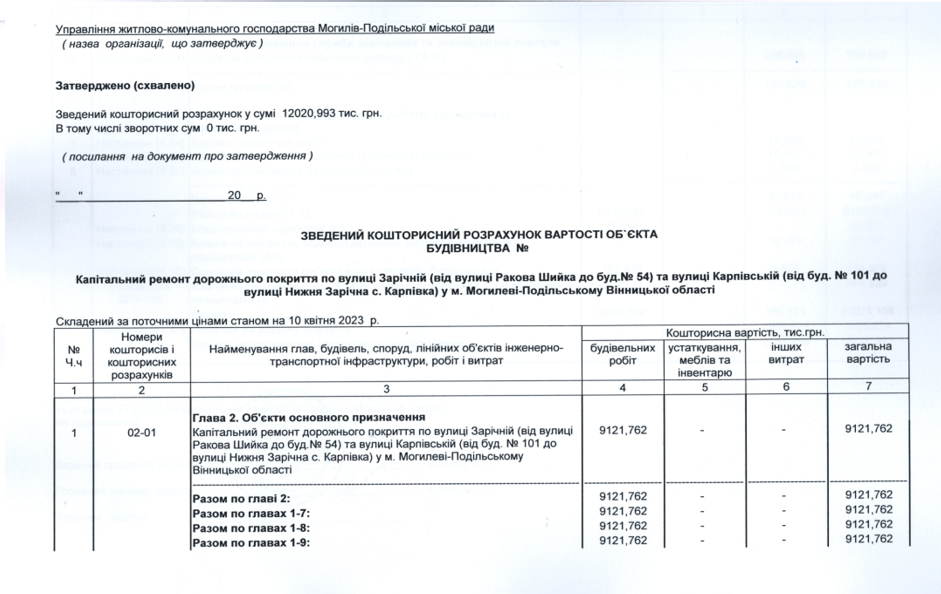 Управління житлово-комунального господарства Могилів-Подільської міської ради
( назва організації, що затверджує )
Затверджено (схвалено)
Зведений кошторисний розрахунок у сумі 12020,993 тис. грн.
В тому числі зворотних сум 0 тис. грн.
( посилання на документ про затвердження )
" " 20 р.
ЗВЕДЕНИЙ КОШТОРИСНИЙ РОЗРАХУНОК ВАРТОСТІ ОБ`ЄКТА
БУДІВНИЦТВА №
Капітальний ремонт дорожнього покриття по вулиці Зарічній (від вулиці Ракова Шийка до буд.№ 54) та вулиці Карпівській (від буд. № 101 до
вулиці Нижня Зарічна с. Карпівка) у м. Могилеві-Подільському Вінницької області
Складений за поточними цінами станом на 10 квітня 2023 р.
№
Ч.ч
Номери
кошторисів і
кошторисних
розрахунків
Найменування глав, будівель, споруд, лінійних об'єктів інженерно-
транспортної інфраструктури, робіт і витрат
Кошторисна вартість, тис.грн.
будівельних
робіт
устаткування,
меблів та
інвентарю
інших
витрат
загальна
вартість
1 2 3 4 5 6 7
Глава 2. Об'єкти основного призначення
1 02-01 Капітальний ремонт дорожнього покриття по вулиці Зарічній (від вулиці 9121,762 - - 9121,762
Ракова Шийка до буд.№ 54) та вулиці Карпівській (від буд. № 101 до
вулиці Нижня Зарічна с. Карпівка) у м. Могилеві-Подільському
Вінницької області
Разом по главі 2: 9121,762 - - 9121,762
Разом по главах 1-7: 9121,762 - - 9121,762
Разом по главах 1-8: 9121,762 - - 9121,762
Разом по главах 1-9: 9121,762 - - 9121,762